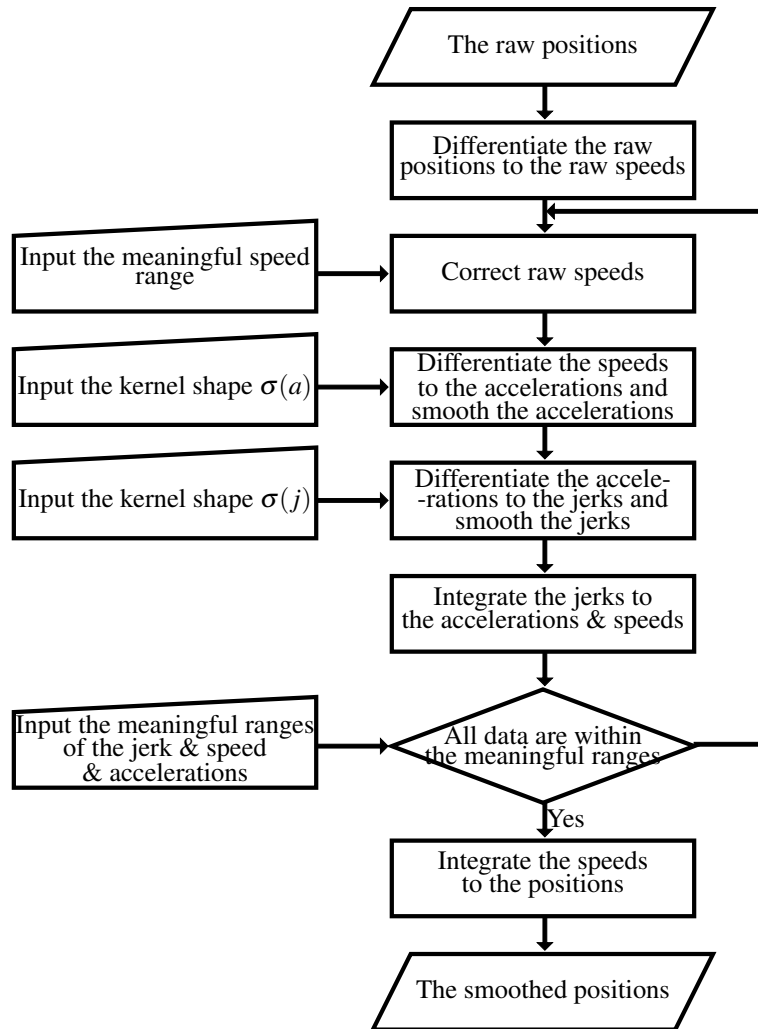 The raw positions
Differentiate the raw
positions to the raw speeds
Input the meaningful speed
range
Correct raw speeds
Input the kernel shape σ(a)
Differentiate the speeds
to the accelerations and
smooth the accelerations
Input the kernel shape σ(j)
Differentiate the accele-
-rations to the jerks and
smooth the jerks
Integrate the jerks to
the accelerations & speeds
Input the meaningful ranges
of the jerk & speed
& accelerations
All data are within
the meaningful ranges
Yes
Integrate the speeds
to the positions
The smoothed positions